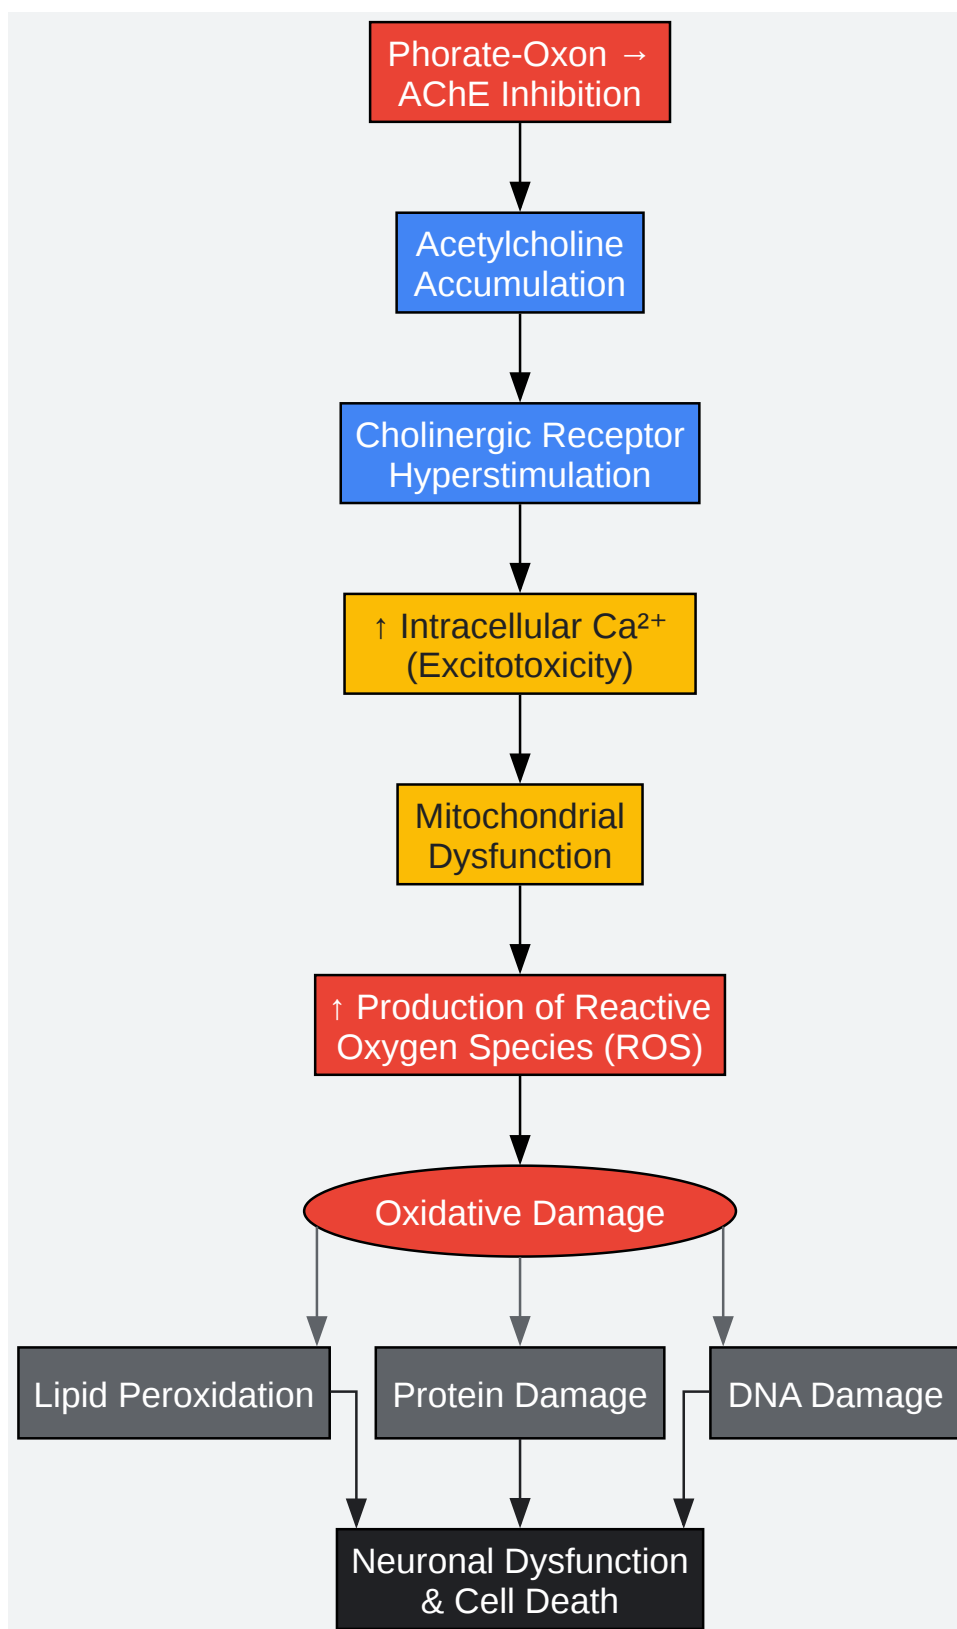 Phorate-Oxon →
AChE Inhibition
Acetylcholine
Accumulation
Cholinergic Receptor
Hyperstimulation
↑ Intracellular Ca²⁺
(Excitotoxicity)
Mitochondrial
Dysfunction
↑ Production of Reactive
Oxygen Species (ROS)
Oxidative Damage
Lipid Peroxidation
Protein Damage
DNA Damage
Neuronal Dysfunction
& Cell Death